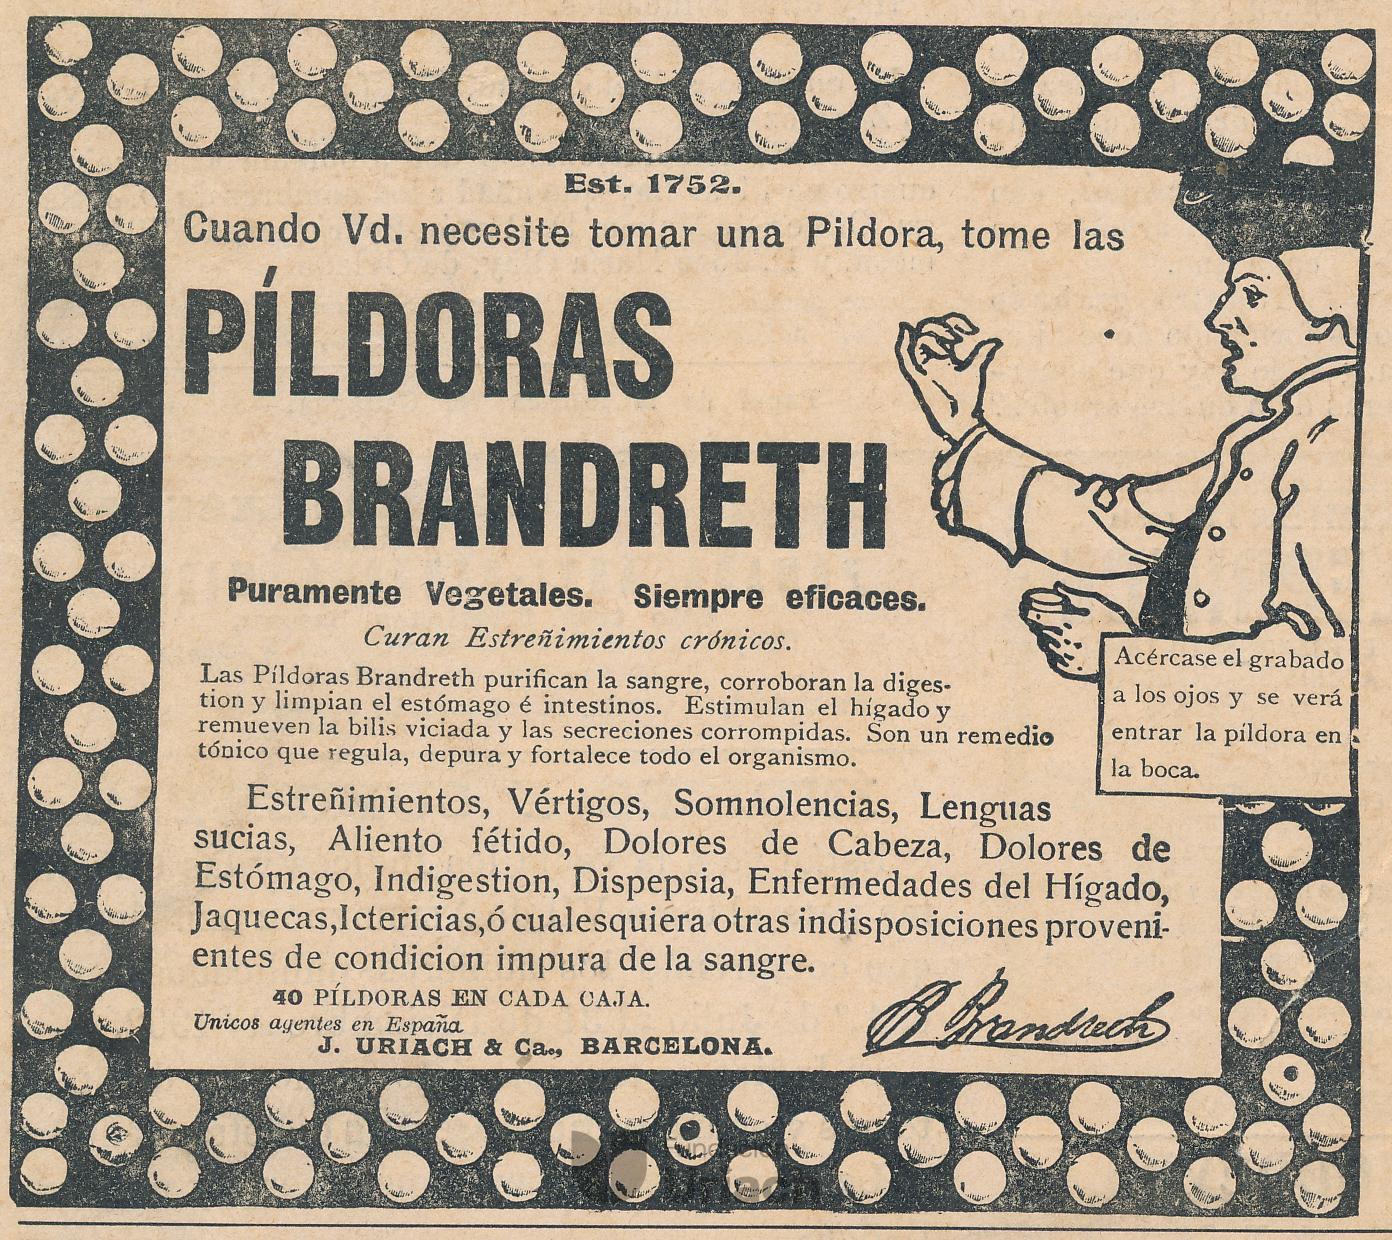 Est. 1752.
Cuando Vd. necesite tomar una Pildora, tome las
PÍLDORAS
BRANDRETH
Puramente Vegetales. Siempre eficaces.
Curan Estreñimientos crónicos.
Las Píldoras Brandreth purifican la sangre, corroboran la diges-
tion y limpian el estómago é intestinos. Estimulan el hígado y
remueven la bilis viciada y las secreciones corrompidas. Son un remedio
tónico que regula, depura y fortalece todo el organismo.
Acércase el grabado
a los ojos y se verá
entrar la píldora en
la boca.
Estreñimientos, Vértigos, Somnolencias, Lenguas
sucias, Aliento fétido, Dolores de Cabeza, Dolores de
Estómago, Indigestion, Dispepsia, Enfermedades del Hígado,
Jaquecas, Ictericias, ó cualesquiera otras indisposiciones proveni-
entes de condicion impura de la sangre.
40 PÍLDORAS EN CADA CAJA.
Unicos agentes en España
J. URIACH & Ca., BARCELONA.
B Brandreth
Fundación
Uriach